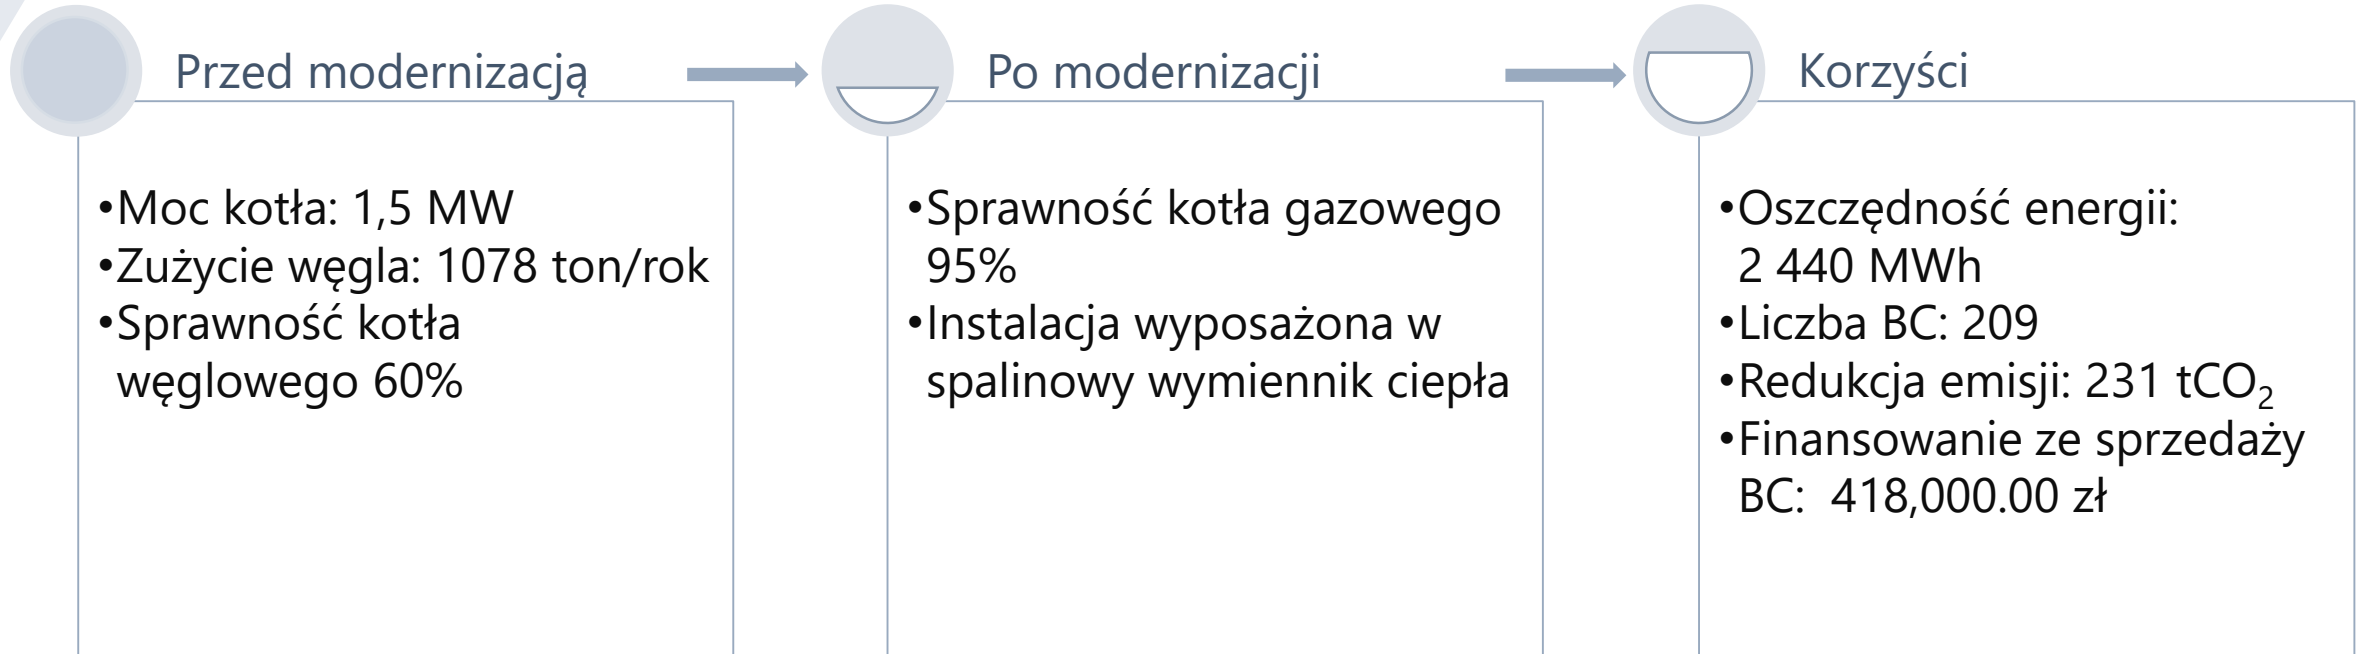 Przed modernizacją
•Moc kotła: 1,5 MW
•Zużycie węgla: 1078 ton/rok
•Sprawność kotła
węglowego 60%
Po modernizacji
•Sprawność kotła gazowego
95%
•Instalacja wyposażona w
spalinowy wymiennik ciepła
Korzyści
•Oszczędność energii:
2 440 MWh
•Liczba BC: 209
•Redukcja emisji: 231 tCO₂
•Finansowanie ze sprzedaży
BC: 418,000.00 zł